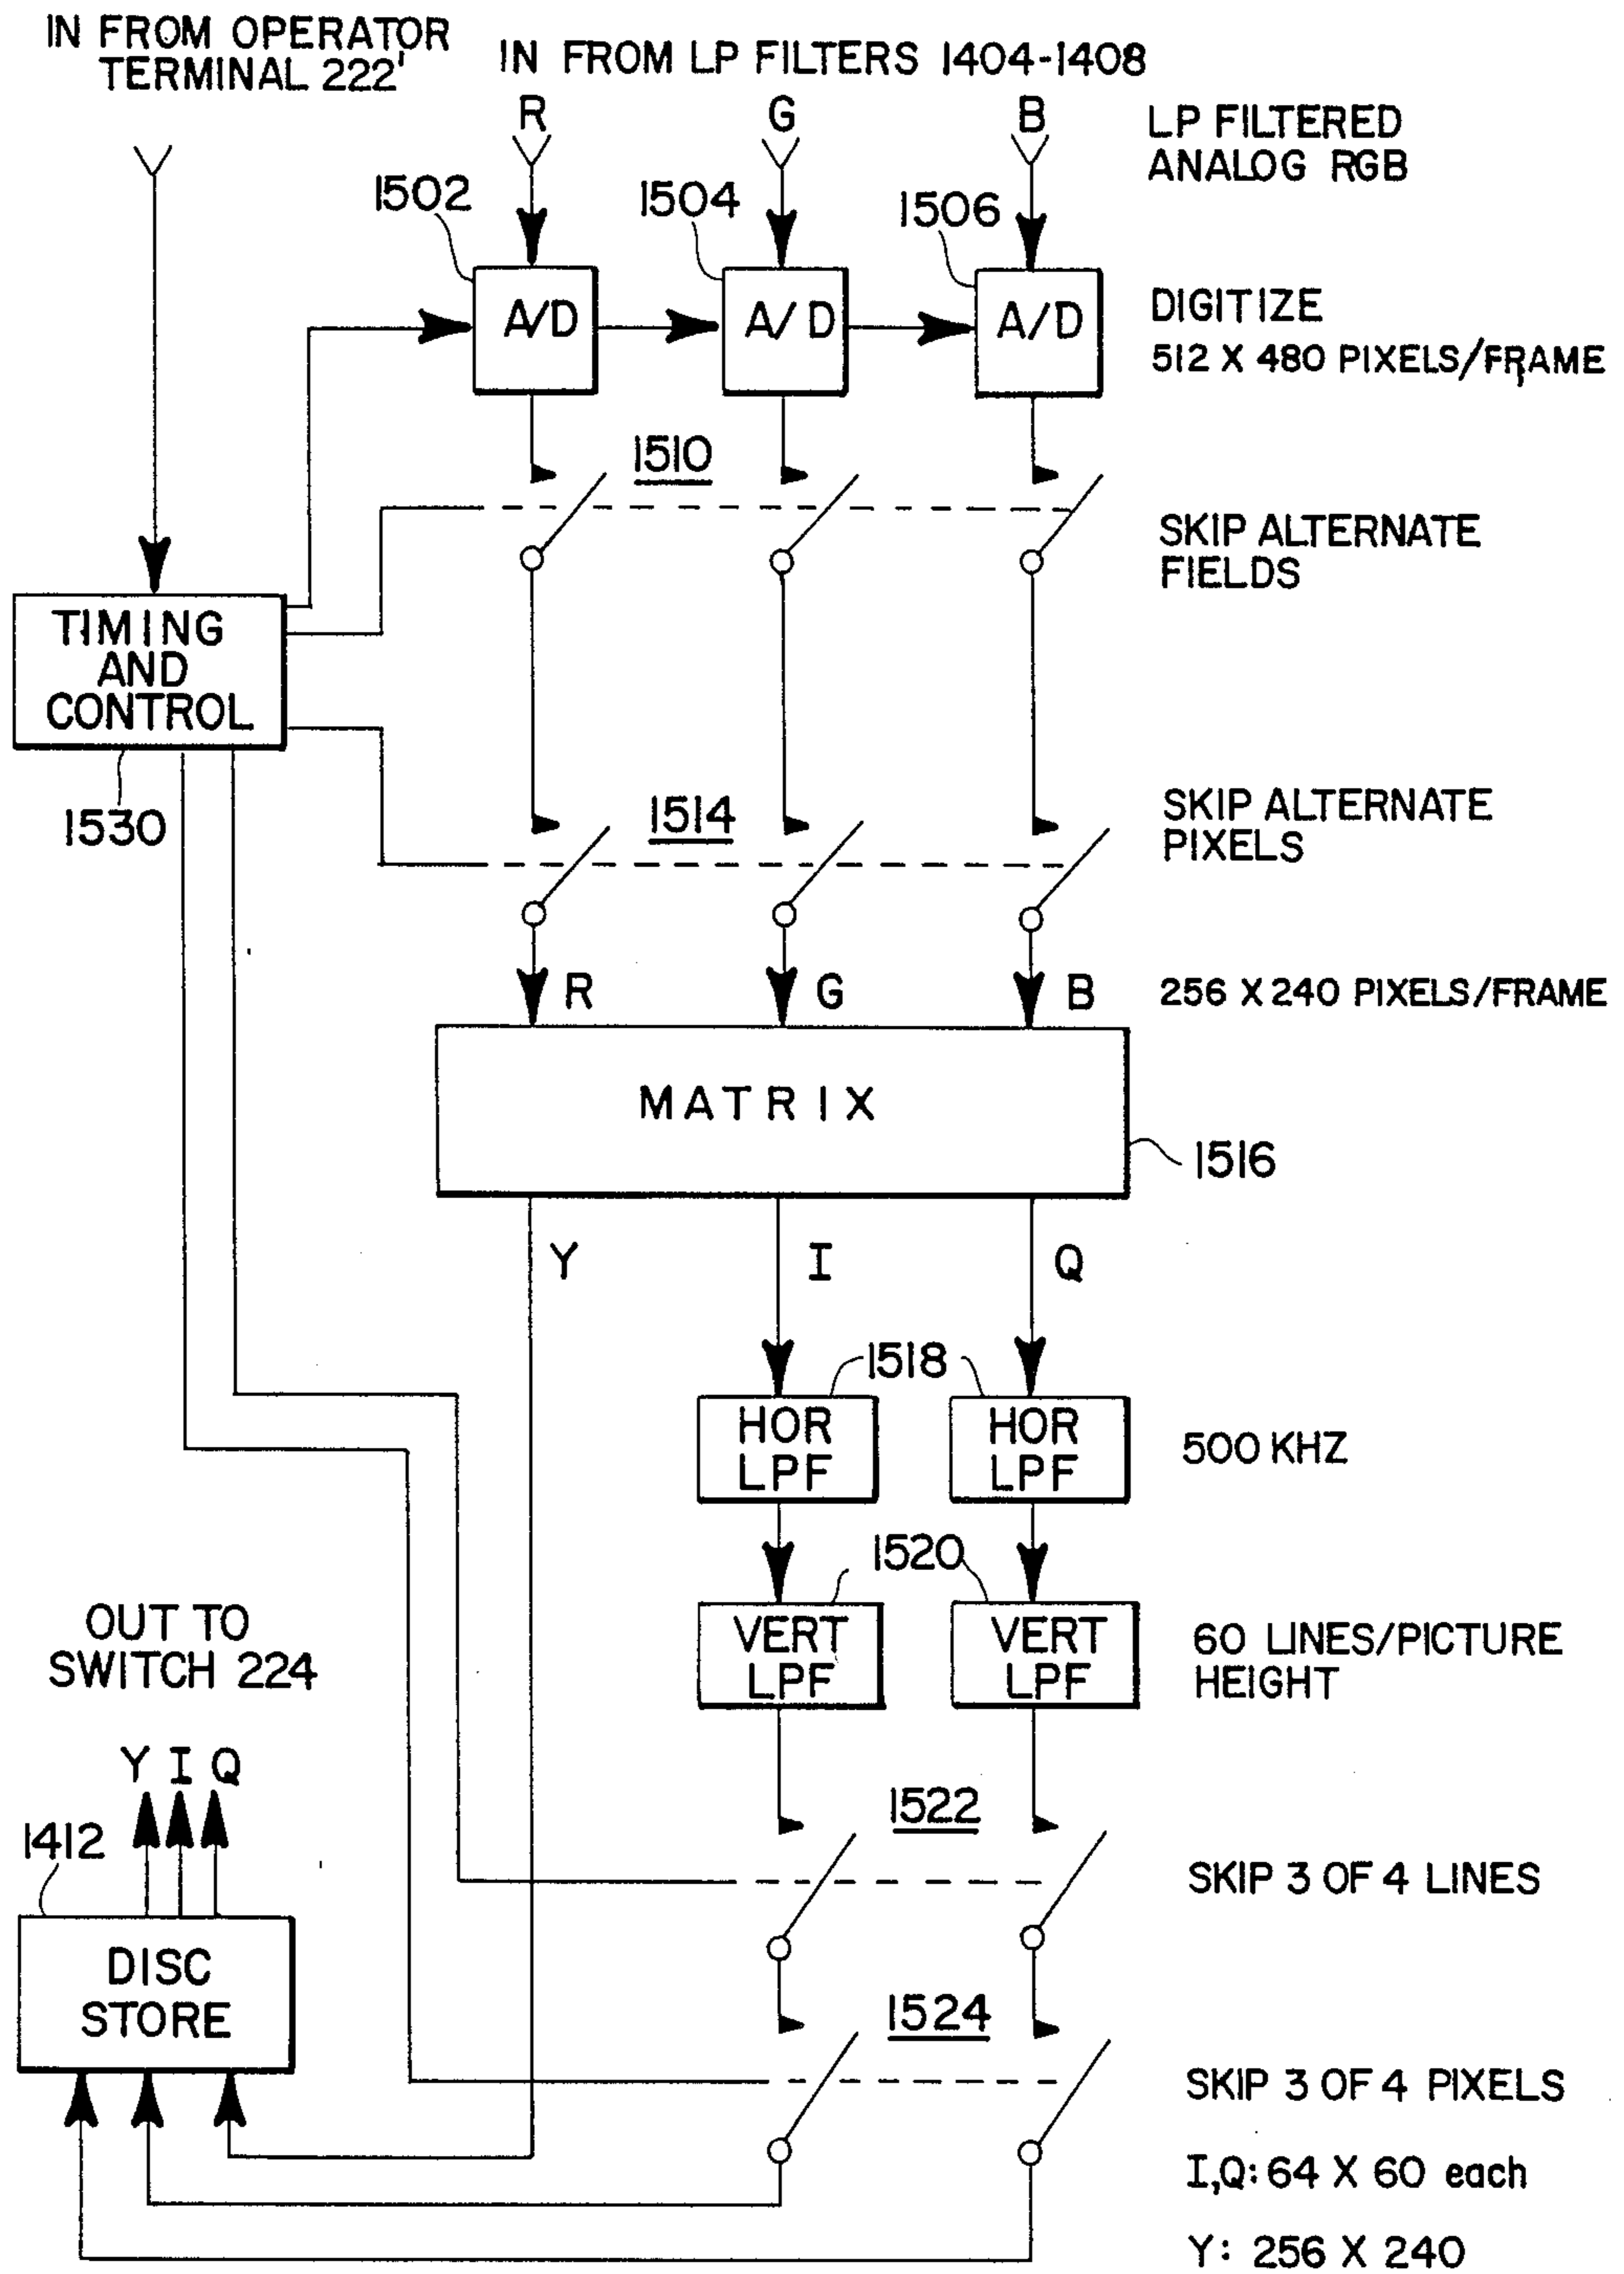 IN FROM OPERATOR
TERMINAL 222'
IN FROM LP FILTERS 1404-1408
R
G
B
LP FILTERED
ANALOG RGB
1502
1504
1506
A/D
A/D
A/D
DIGITIZE
512 X 480 PIXELS/FRAME
1510
SKIP ALTERNATE
FIELDS
TIMING
AND
CONTROL
1530
1514
SKIP ALTERNATE
PIXELS
R
G
B
256 X 240 PIXELS/FRAME
MATRIX
1516
Y
I
Q
1518
HOR
LPF
HOR
LPF
500 KHZ
1520
VERT
LPF
VERT
LPF
60 LINES/PICTURE
HEIGHT
OUT TO
SWITCH 224
Y I Q
1412
DISC
STORE
1522
SKIP 3 OF 4 LINES
1524
SKIP 3 OF 4 PIXELS
I,Q: 64 X 60 each
Y: 256 X 240